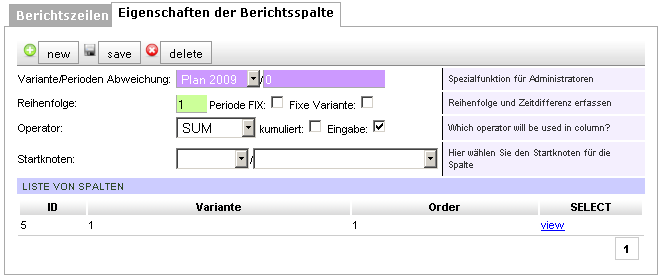 Berichtszeilen Eigenschaften der Berichtsspalte
new save delete
Variante/Perioden Abweichung: Plan 2009 /0 Spezialfunktion für Administratoren
Reihenfolge: 1 Periode FIX: Fixe Variante: Reihenfolge und Zeitdifferenz erfassen
Operator: SUM kumuliert: Eingabe: Which operator will be used in column?
Startknoten: / Hier wählen Sie den Startknoten für die
Spalte
LISTE VON SPALTEN
ID Variante Order SELECT
5 1 1 view
1